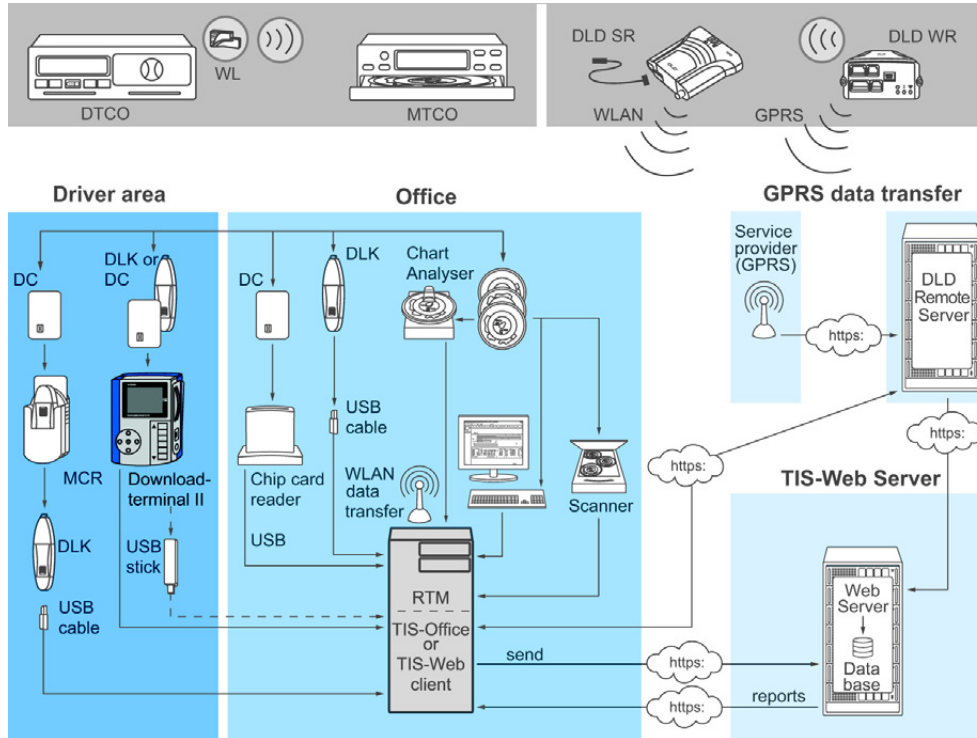 DTCO
WL
MTCO
DLD SR
WLAN
GPRS
DLD WR
Driver area
Office
GPRS data transfer
DC
DLK or
DC
MCR
Download-
terminal II
DLK
USB
stick
USB
cable
DC
DLK
Chart
Analyser
Chip card
reader
USB
USB
cable
WLAN
data
transfer
Scanner
RTM
TIS-Office
or
TIS-Web
client
send
https:
reports
https:
https:
Service
provider
(GPRS)
https:
DLD
Remote
Server
https:
TIS-Web Server
Web
Server
Data
base